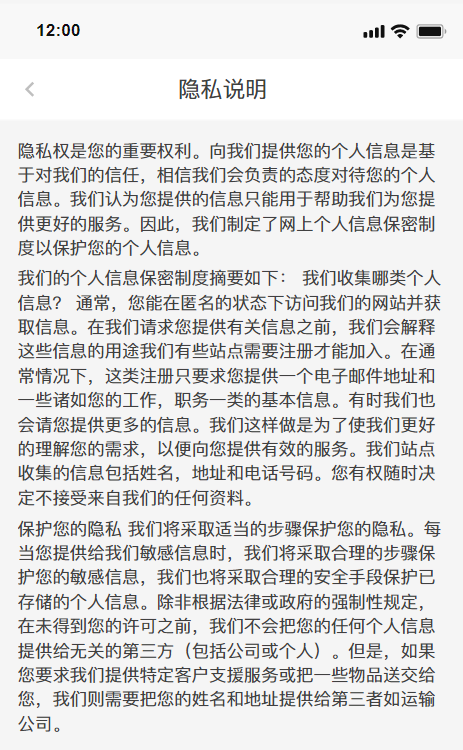 12:00
隐私说明
隐私权是您的重要权利。向我们提供您的个人信息是基
于对我们的信任，相信我们会负责的态度对待您的个人
信息。我们认为您提供的信息只能用于帮助我们为您提
供更好的服务。因此，我们制定了网上个人信息保密制
度以保护您的个人信息。
我们的个人信息保密制度摘要如下： 我们收集哪类个人
信息？ 通常，您能在匿名的状态下访问我们的网站并获
取信息。在我们请求您提供有关信息之前，我们会解释
这些信息的用途我们有些站点需要注册才能加入。在通
常情况下，这类注册只要求您提供一个电子邮件地址和
一些诸如您的工作，职务一类的基本信息。有时我们也
会请您提供更多的信息。我们这样做是为了使我们更好
的理解您的需求，以便向您提供有效的服务。我们站点
收集的信息包括姓名，地址和电话号码。您有权随时决
定不接受来自我们的任何资料。
保护您的隐私 我们将采取适当的步骤保护您的隐私。每
当您提供给我们敏感信息时，我们将采取合理的步骤保
护您的敏感信息，我们也将采取合理的安全手段保护已
存储的个人信息。除非根据法律或政府的强制性规定，
在未得到您的许可之前，我们不会把您的任何个人信息
提供给无关的第三方（包括公司或个人）。但是，如果
您要求我们提供特定客户支援服务或把一些物品送交给
您，我们则需要把您的姓名和地址提供给第三者如运输
公司。